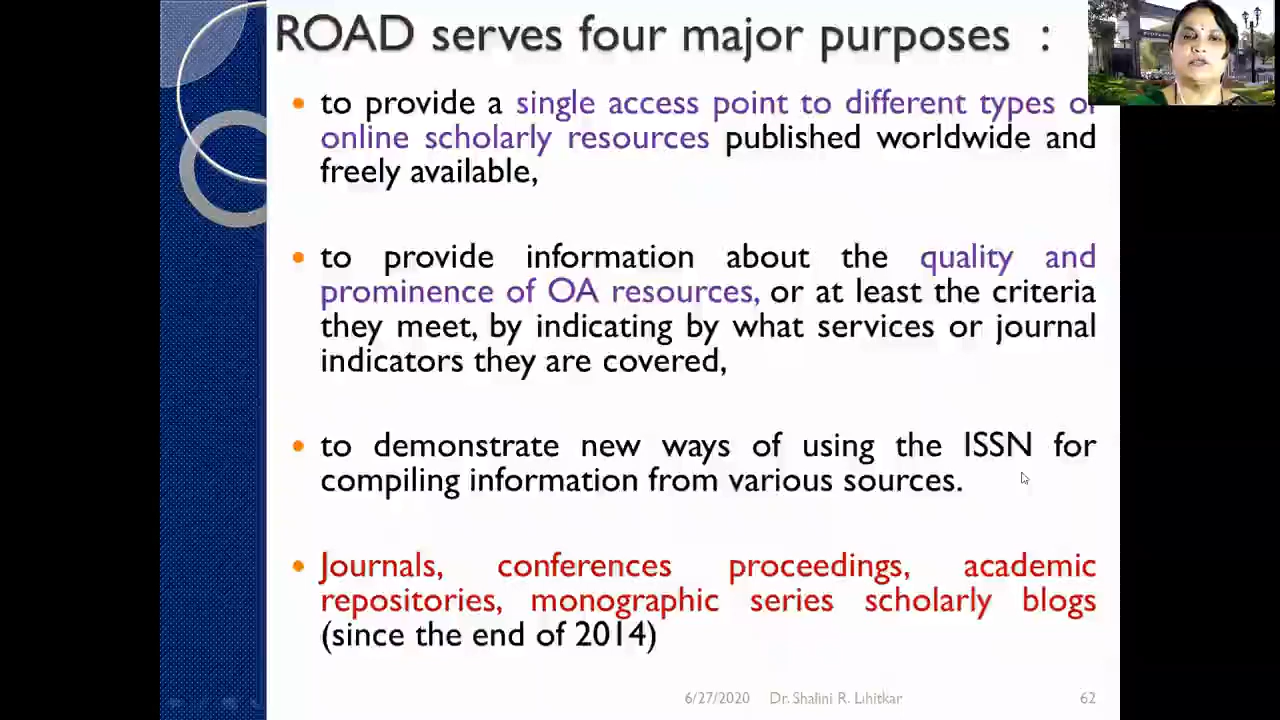 ROAD serves four major purposes :
to provide a single access point to different types of
online scholarly resources published worldwide and
freely available,
to provide information about the quality and
prominence of OA resources, or at least the criteria
they meet, by indicating by what services or journal
indicators they are covered,
to demonstrate new ways of using the ISSN for
compiling information from various sources.
Journals, conferences proceedings, academic
repositories, monographic series scholarly blogs
(since the end of 2014)
6/27/2020 Dr. Shalini R. Lihitkar 62